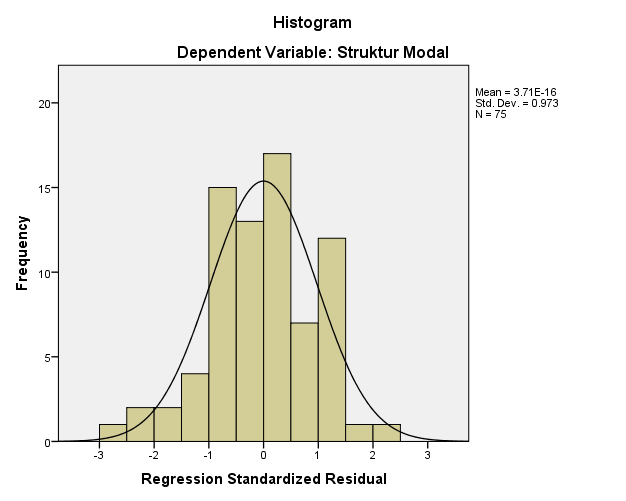 Histogram
Dependent Variable: Struktur Modal
Mean = 3.71E-16
Std. Dev. = 0.973
N = 75
Frequency
20
15
10
5
0
-3 -2 -1 0 1 2 3
Regression Standardized Residual